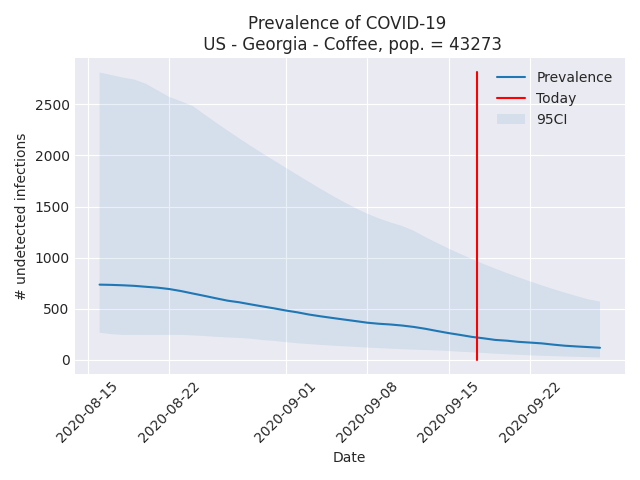 Prevalence of COVID-19
US - Georgia - Coffee, pop. = 43273
# undetected infections
2500
2000
1500
1000
500
0
Prevalence
Today
95CI
2020-08-15
2020-08-22
2020-09-01
2020-09-08
2020-09-15
2020-09-22
Date